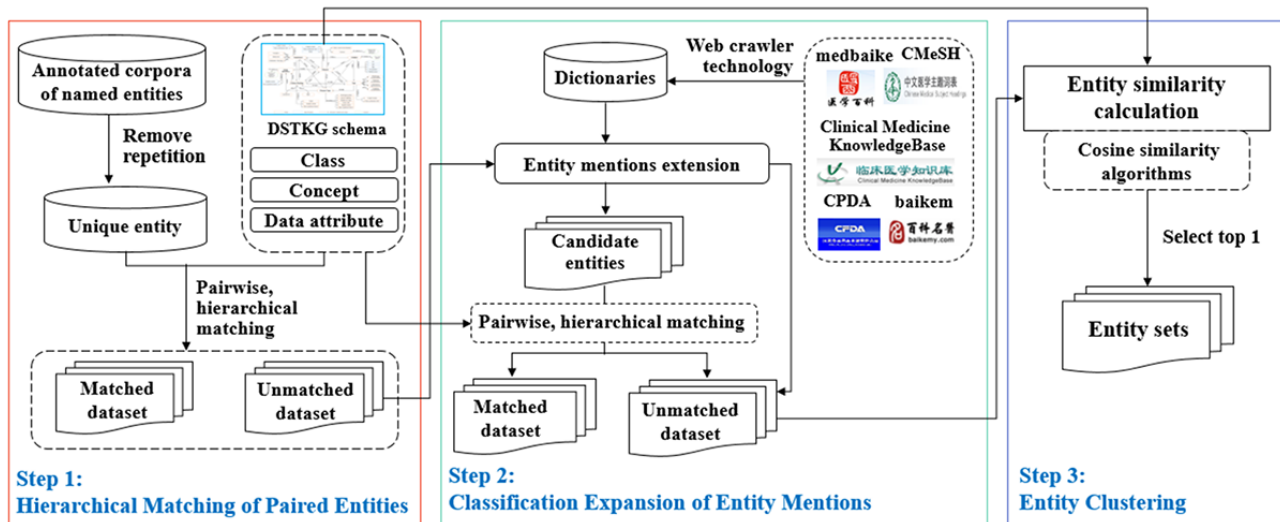 Annotated corpora
of named entities
Remove
repetition
Unique entity
DSTKG schema
Class
Concept
Data attribute
Pairwise,
hierarchical
matching
Matched
dataset
Unmatched
dataset
Step 1:
Hierarchical Matching of Paired Entities
Dictionaries
Web crawler
technology
medbaike CMeSH
医学百科
中文医学主题词表
Chinese Medical Subject Headings
Clinical Medicine
KnowledgeBase
临床医学知识库
Clinical Medicine KnowledgeBase
CPDA baikem
CFDA
百科名医
baikemy.com
Entity mentions extension
Candidate
entities
Pairwise, hierarchical matching
Matched
dataset
Unmatched
dataset
Step 2:
Classification Expansion of Entity Mentions
Entity similarity
calculation
Cosine similarity
algorithms
Select top 1
Entity sets
Step 3:
Entity Clustering